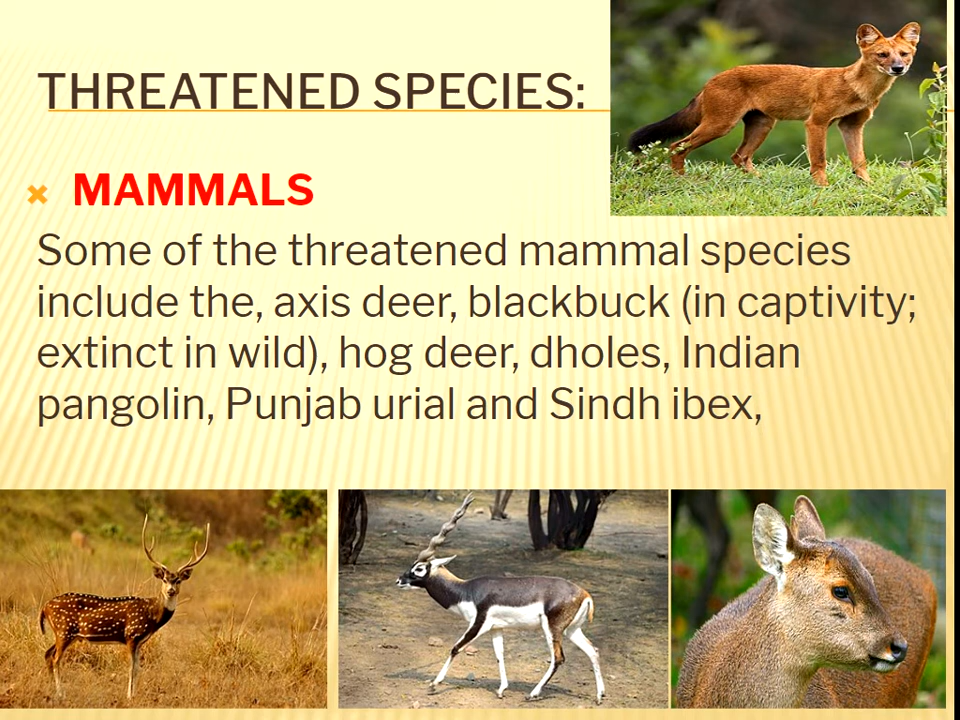 THREATENED SPECIES:
MAMMALS
Some of the threatened mammal species
include the, axis deer, blackbuck (in captivity;
extinct in wild), hog deer, dholes, Indian
pangolin, Punjab urial and Sindh ibex,